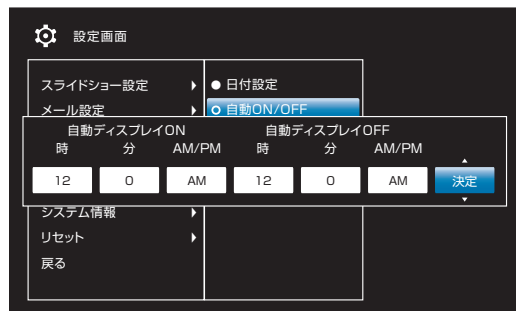 設定画面
スライドショー設定
日付設定
メール設定
自動ON/OFF
自動ディスプレイON 自動ディスプレイOFF
時 分 AM/PM 時 分 AM/PM
12 0 AM 12 0 AM 決定
システム情報
リセット
戻る